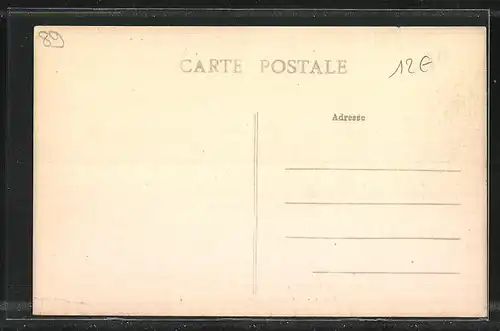 89
CARTE POSTALE
12€
Adresse